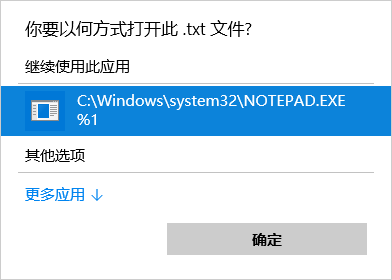 你要以何方式打开此 .txt 文件?
继续使用此应用
C:\Windows\system32\NOTEPAD.EXE
%1
其他选项
更多应用 ↓
确定